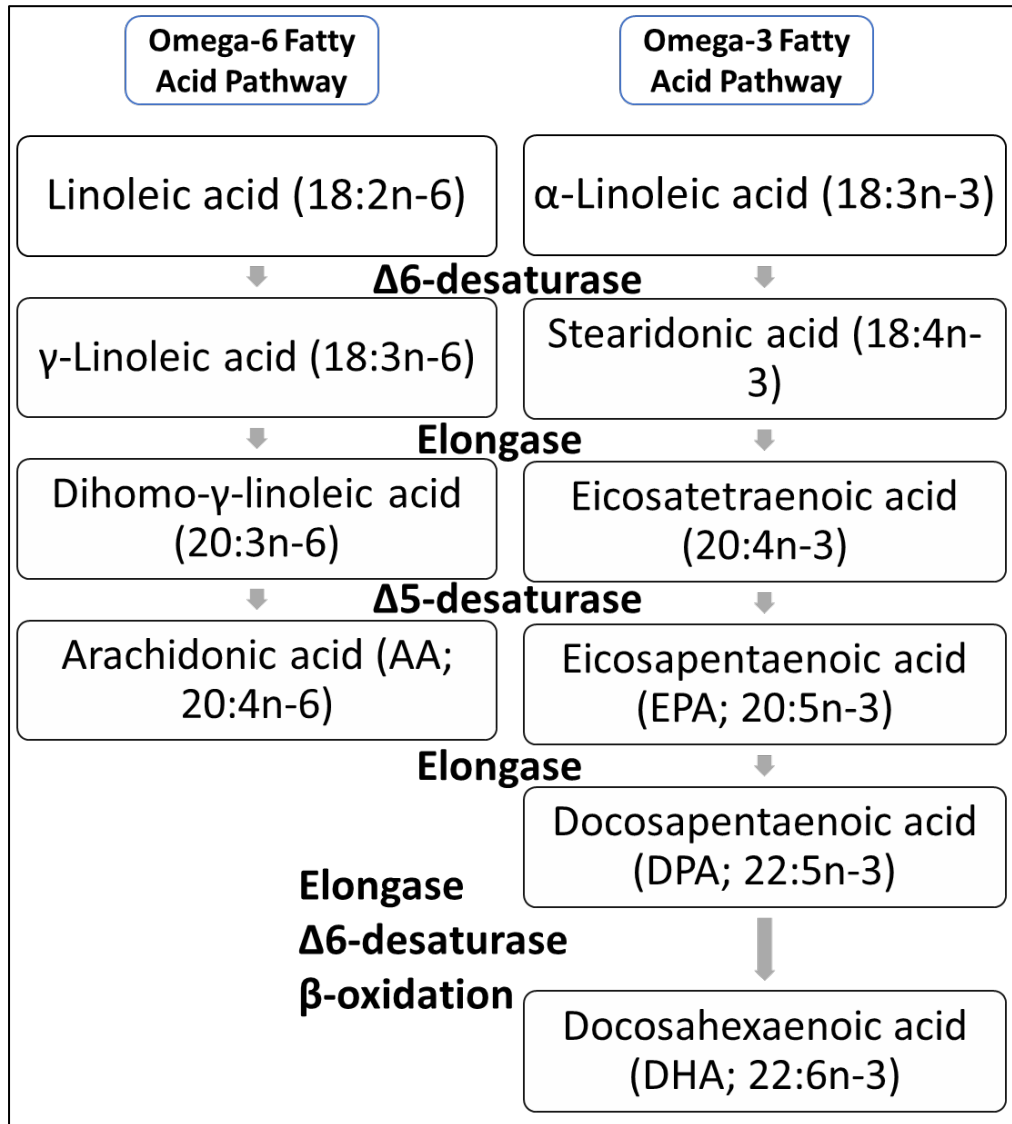 Omega-6 Fatty
Acid Pathway
Omega-3 Fatty
Acid Pathway
Linoleic acid (18:2n-6)
α-Linoleic acid (18:3n-3)
Δ6-desaturase
γ-Linoleic acid (18:3n-6)
Stearidonic acid (18:4n-
3)
Elongase
Dihomo-γ-linoleic acid
(20:3n-6)
Eicosatetraenoic acid
(20:4n-3)
Δ5-desaturase
Arachidonic acid (AA;
20:4n-6)
Eicosapentaenoic acid
(EPA; 20:5n-3)
Elongase
Docosapentaenoic acid
(DPA; 22:5n-3)
Elongase
Δ6-desaturase
β-oxidation
Docosahexaenoic acid
(DHA; 22:6n-3)